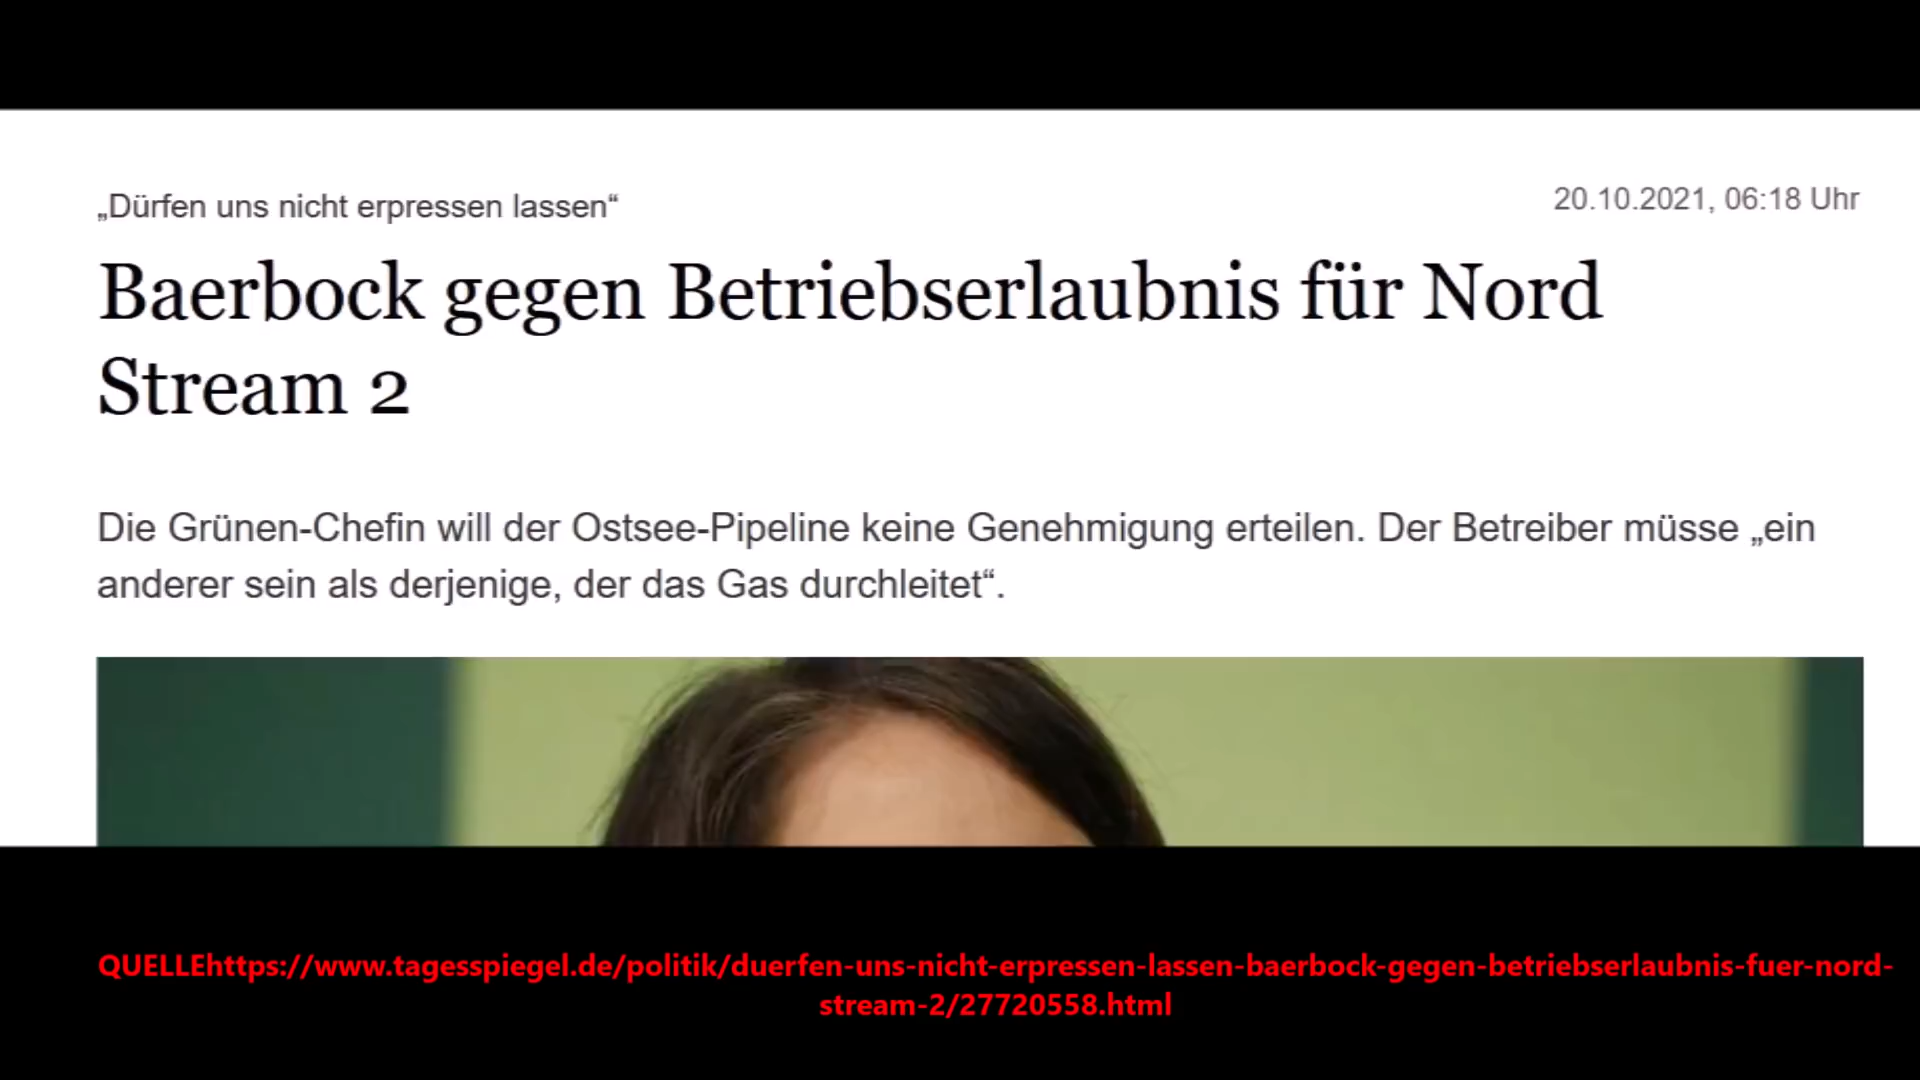 „Dürfen uns nicht erpressen lassen“
20.10.2021, 06:18 Uhr
Baerbock gegen Betriebserlaubnis für Nord
Stream 2
Die Grünen-Chefin will der Ostsee-Pipeline keine Genehmigung erteilen. Der Betreiber müsse „ein
anderer sein als derjenige, der das Gas durchleitet“.
QUELLEhttps://www.tagesspiegel.de/politik/duerfen-uns-nicht-erpressen-lassen-baerbock-gegen-betriebserlaubnis-fuer-nord-
stream-2/27720558.html